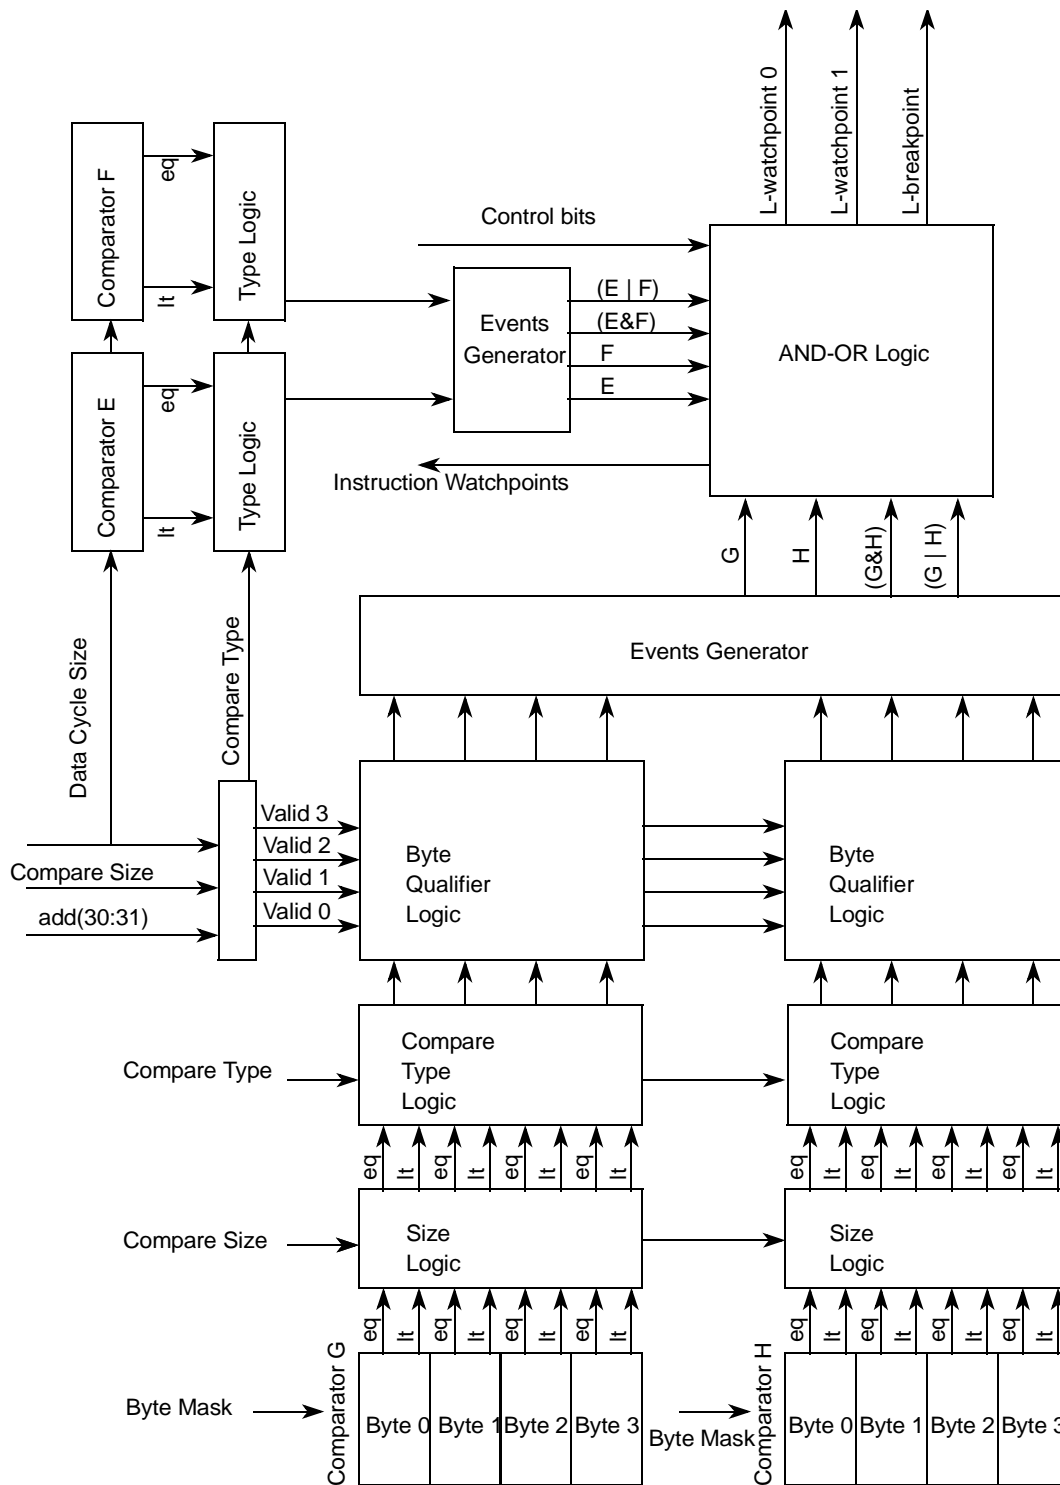 L-watchpoint 0
L-watchpoint 1
L-breakpoint
Comparator F
eq
lt
Type Logic
Control bits
Events
Generator
(E | F)
(E&F)
F
E
AND-OR Logic
Comparator E
eq
lt
Type Logic
Instruction Watchpoints
G
H
(G&H)
(G | H)
Events Generator
Data Cycle Size
Compare Type
Compare Size
add(30:31)
Valid 3
Valid 2
Valid 1
Valid 0
Byte
Qualifier
Logic
Byte
Qualifier
Logic
Compare Type
Compare
Type
Logic
Compare
Type
Logic
eq lt eq lt eq lt eq lt
eq lt eq lt eq lt eq lt
Compare Size
Size
Logic
Size
Logic
eq lt eq lt eq lt eq lt
eq lt eq lt eq lt eq lt
Byte Mask
Comparator G
Byte 0 Byte 1 Byte 2 Byte 3
Byte Mask
Comparator H
Byte 0 Byte 1 Byte 2 Byte 3